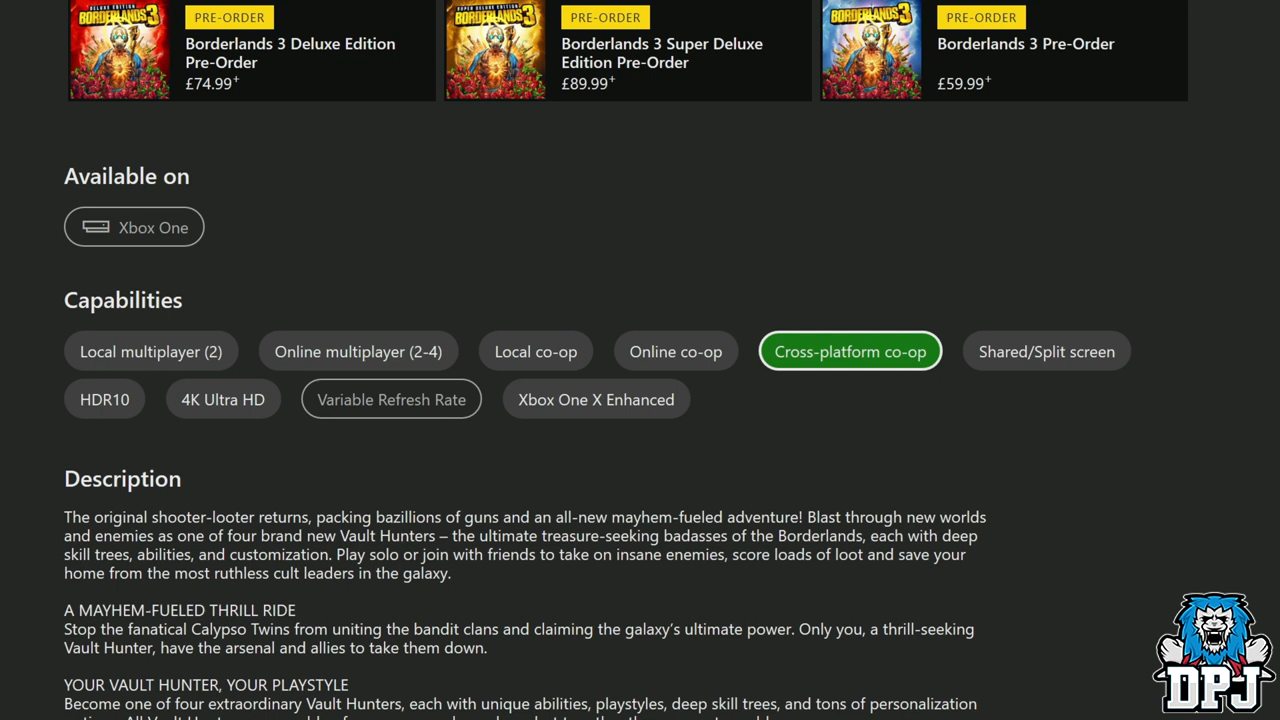 DELUXE EDITION
BORDERLANDS 3
PRE-ORDER
Borderlands 3 Deluxe Edition
Pre-Order
£74.99+
SUPER DELUXE EDITION
BORDERLANDS 3
PRE-ORDER
Borderlands 3 Super Deluxe
Edition Pre-Order
£89.99+
BORDERLANDS 3
PRE-ORDER
Borderlands 3 Pre-Order
£59.99+
Available on
Xbox One
Capabilities
Local multiplayer (2) Online multiplayer (2-4) Local co-op Online co-op Cross-platform co-op Shared/Split screen
HDR10 4K Ultra HD Variable Refresh Rate Xbox One X Enhanced
Description
The original shooter-looter returns, packing bazillions of guns and an all-new mayhem-fueled adventure! Blast through new worlds
and enemies as one of four brand new Vault Hunters – the ultimate treasure-seeking badasses of the Borderlands, each with deep
skill trees, abilities, and customization. Play solo or join with friends to take on insane enemies, score loads of loot and save your
home from the most ruthless cult leaders in the galaxy.
A MAYHEM-FUELED THRILL RIDE
Stop the fanatical Calypso Twins from uniting the bandit clans and claiming the galaxy's ultimate power. Only you, a thrill-seeking
Vault Hunter, have the arsenal and allies to take them down.
YOUR VAULT HUNTER, YOUR PLAYSTYLE
Become one of four extraordinary Vault Hunters, each with unique abilities, playstyles, deep skill trees, and tons of personalization
DPJ